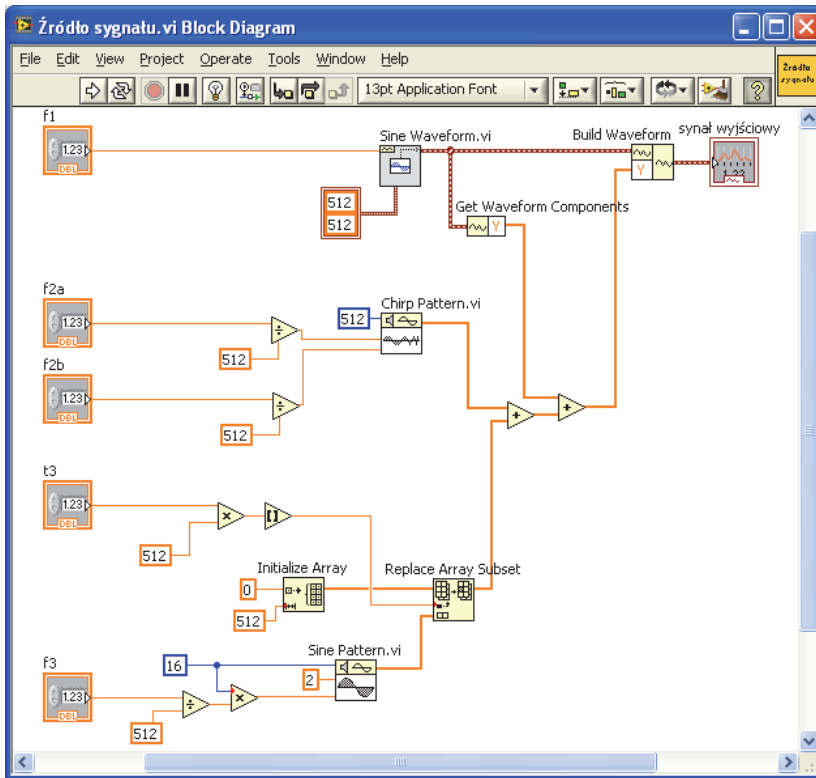 Źródło sygnału.vi Block Diagram
File Edit View Project Operate Tools Window Help
13pt Application Font
Źródło sygnału
f1
1.23
DBL
Sine Waveform.vi
Build Waveform
synał wyjściowy
1.23
512
512
Get Waveform Components
Y
Y
f2a
1.23
DBL
512
Chirp Pattern.vi
÷
512
f2b
1.23
DBL
÷
512
+
+
t3
1.23
DBL
×
512
Initialize Array
Replace Array Subset
0
512
Sine Pattern.vi
f3
16
1.23
DBL
2
÷
×
512